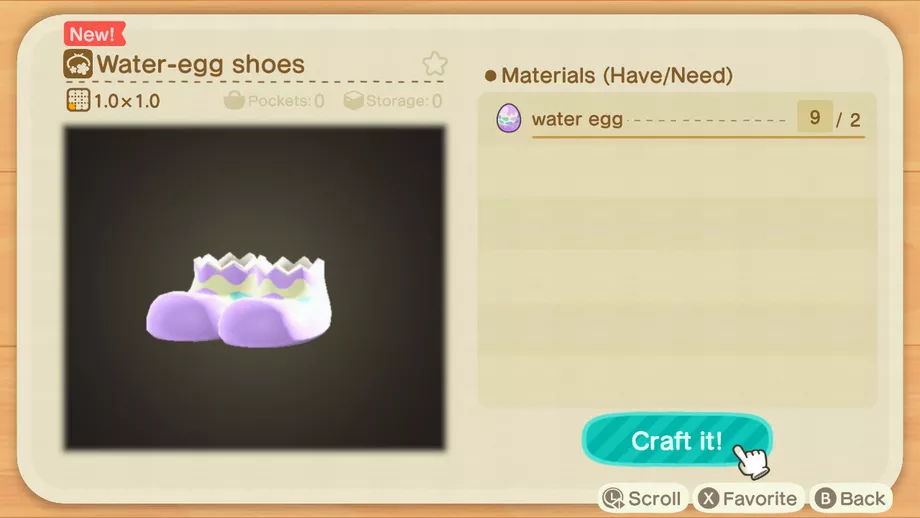 New!
Water-egg shoes
1.0×1.0 Pockets: 0 Storage: 0
Materials (Have/Need)
water egg 9 / 2
Craft it!
L Scroll X Favorite B Back